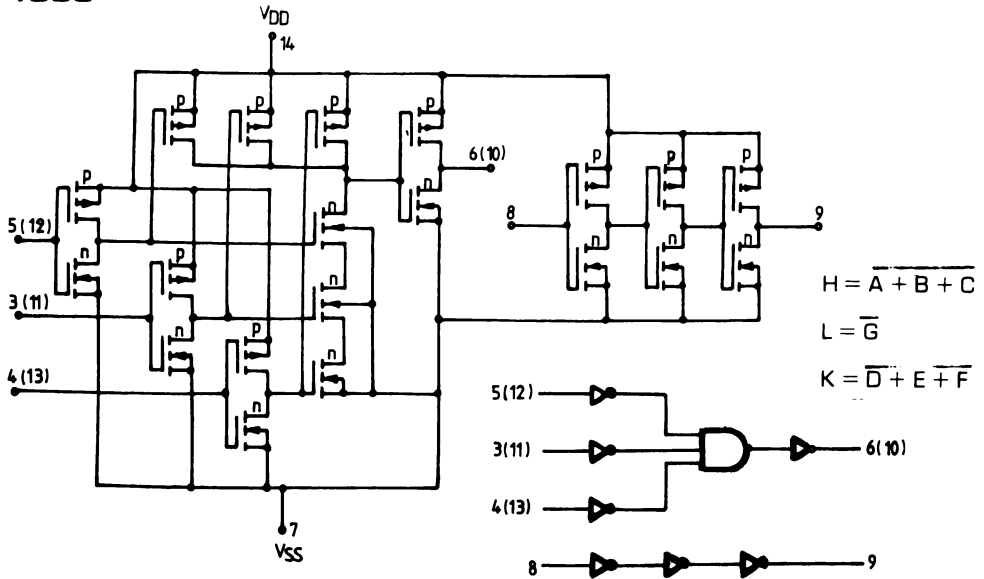 VDD
14
p
p
p
p
6(10)
n
p
p
p
p
8
9
5(12)
n
n
n
n
n
p
n
3(11)
n
p
n
4(13)
n
7
VSS
H = A + B + C
L = G
K = D + E + F
5(12)
3(11)
6(10)
4(13)
8
9